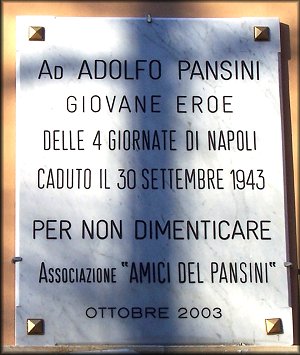 AD ADOLFO PANSINI
GIOVANE EROE
DELLE 4 GIORNATE DI NAPOLI
CADUTO IL 30 SETTEMBRE 1943
PER NON DIMENTICARE
ASSOCIAZIONE "AMICI DEL PANSINI"
OTTOBRE 2003